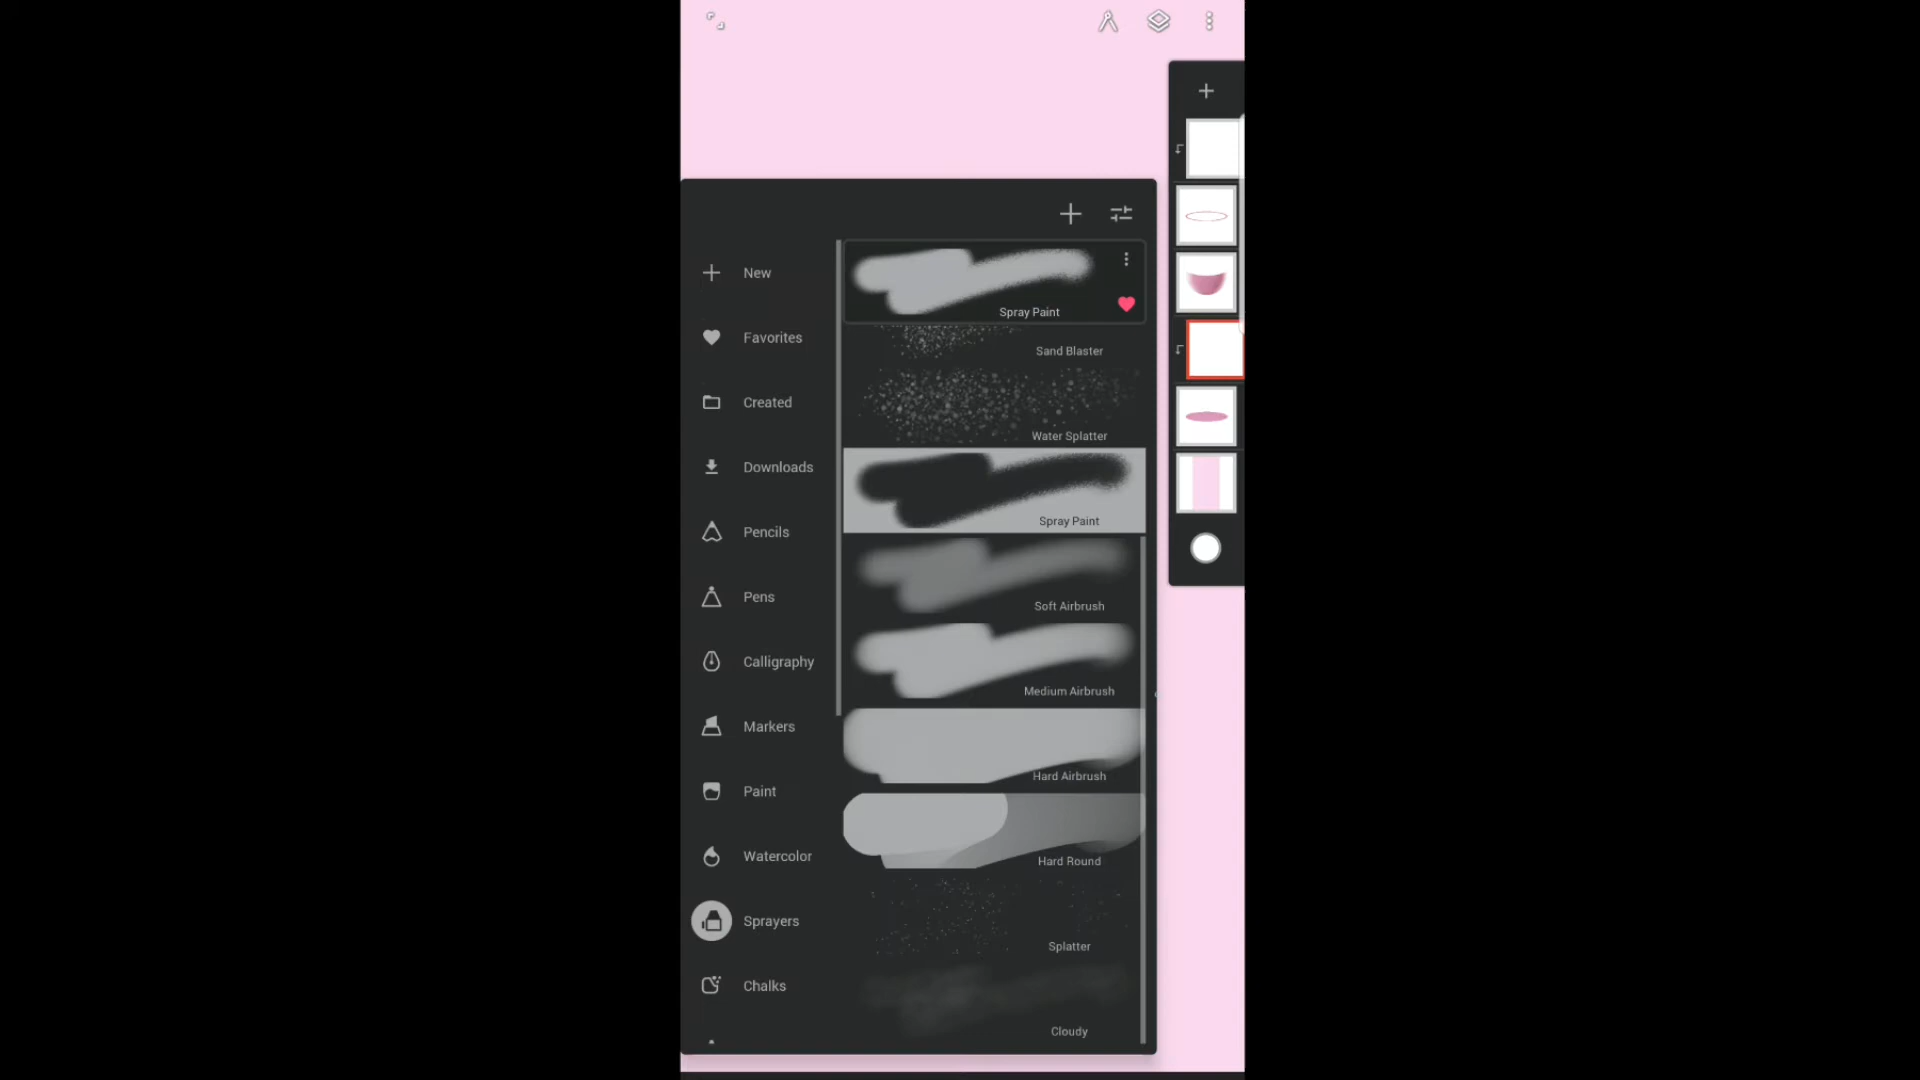 New
Favorites
Created
Downloads
Pencils
Pens
Calligraphy
Markers
Paint
Watercolor
Sprayers
Chalks
Spray Paint
Sand Blaster
Water Splatter
Spray Paint
Soft Airbrush
Medium Airbrush
Hard Airbrush
Hard Round
Splatter
Cloudy